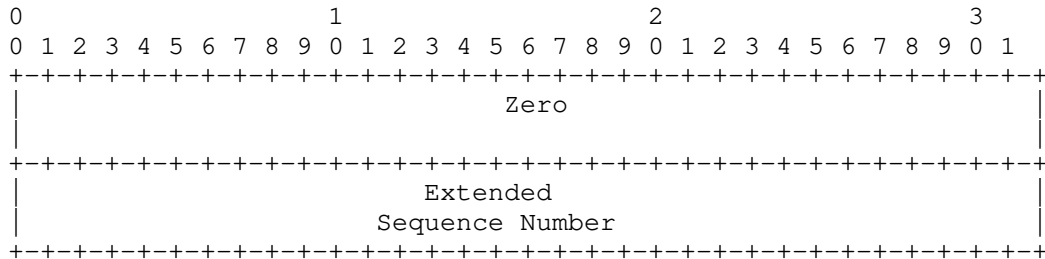 0                   1                   2                   3
0 1 2 3 4 5 6 7 8 9 0 1 2 3 4 5 6 7 8 9 0 1 2 3 4 5 6 7 8 9 0 1
+-+-+-+-+-+-+-+-+-+-+-+-+-+-+-+-+-+-+-+-+-+-+-+-+-+-+-+-+-+-+-+-+
|                              Zero                             |
|                                                               |
+-+-+-+-+-+-+-+-+-+-+-+-+-+-+-+-+-+-+-+-+-+-+-+-+-+-+-+-+-+-+-+-+
|                         Extended                              |
|                      Sequence Number                          |
+-+-+-+-+-+-+-+-+-+-+-+-+-+-+-+-+-+-+-+-+-+-+-+-+-+-+-+-+-+-+-+-+